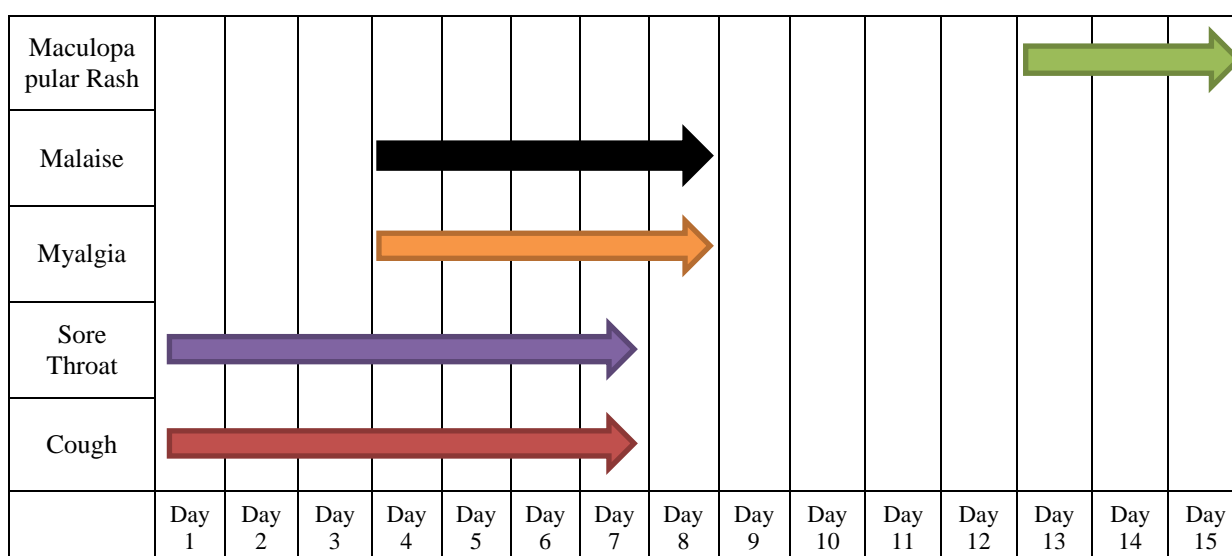 Maculopa
pular Rash
Malaise
Myalgia
Sore
Throat
Cough
Day Day Day Day Day Day Day Day Day Day Day Day Day Day Day
1 2 3 4 5 6 7 8 9 10 11 12 13 14 15